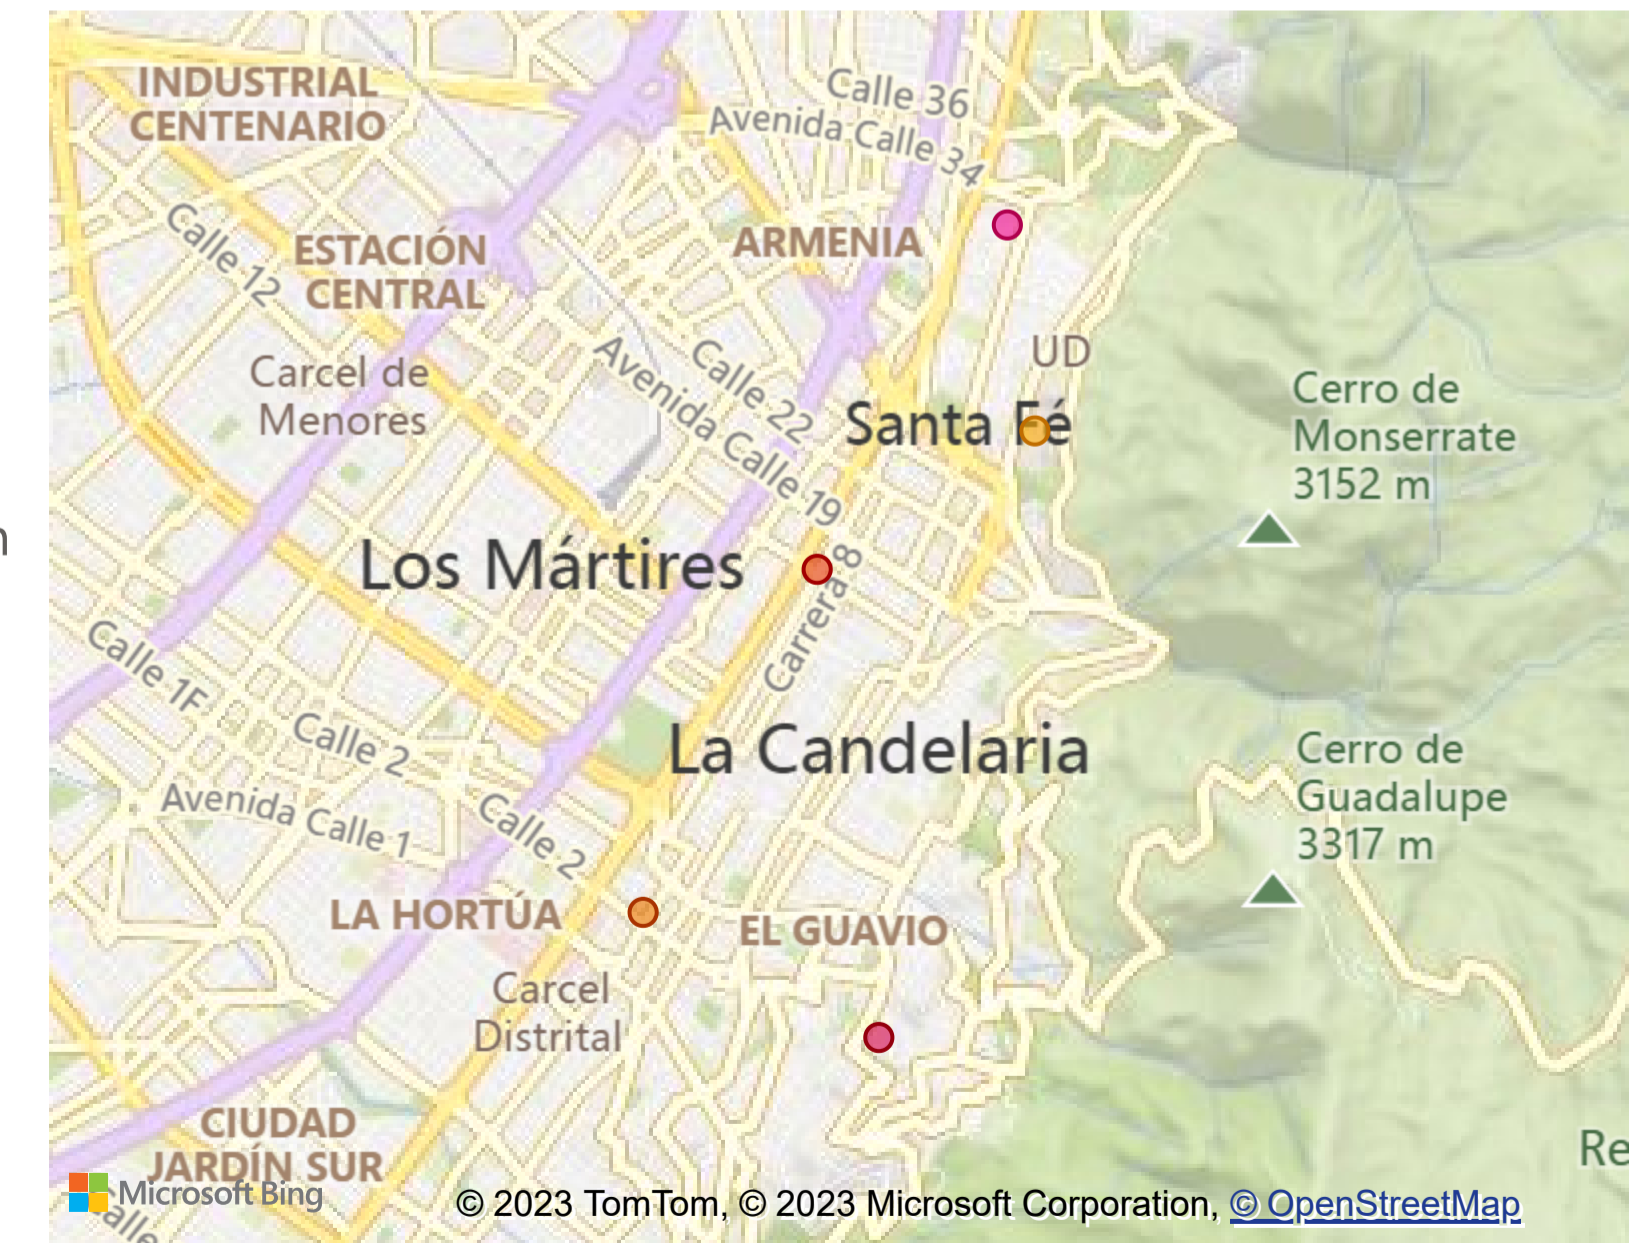 INDUSTRIAL
CENTENARIO
Calle 36
Avenida Calle 34
Calle 12
ESTACIÓN
CENTRAL
ARMENIA
Carcel de
Menores
Avenida Calle 19
Calle 22
UD
Santa Fé
Cerro de
Monserrate
3152 m
n
Los Mártires
Carrera 8
Calle 1F
Calle 2
La Candelaria
Cerro de
Guadalupe
3317 m
Avenida Calle 1
Calle 2
LA HORTÚA
EL GUAVIO
Carcel
Distrital
CIUDAD
JARDÍN SUR
Re
Microsoft Bing
© 2023 TomTom, © 2023 Microsoft Corporation, © OpenStreetMap